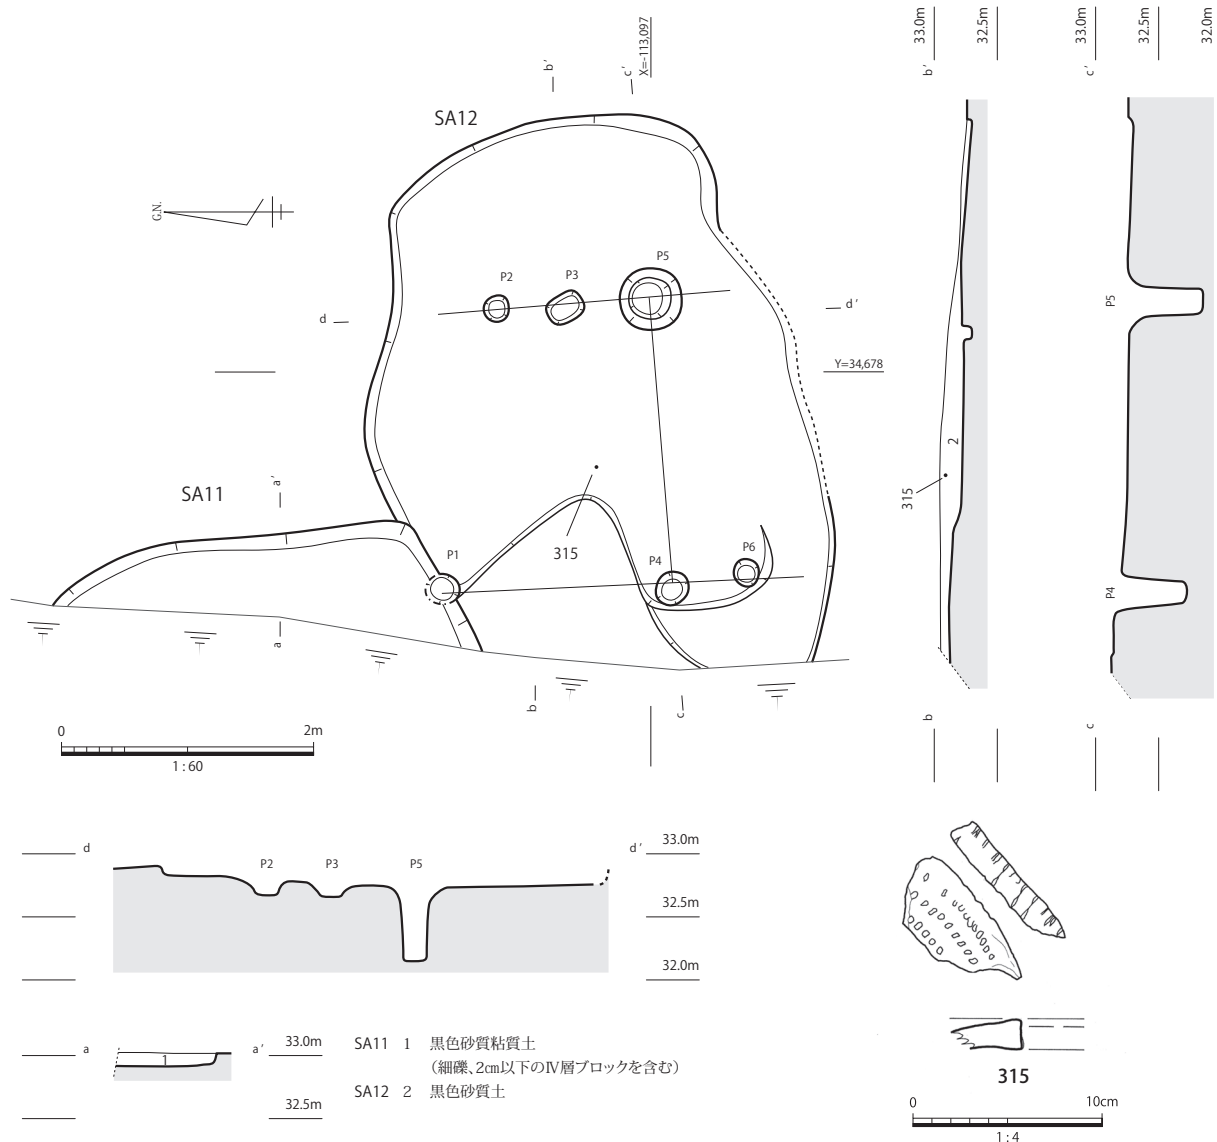 SA12
b′
c′
X=-113,097
G.N.
P2
P3
P5
d
d′
Y=34,678
SA11
a′
P1
315
P4
P6
a
b
c
0
2m
1 : 60
33.0m
32.5m
b′
315
2
b
33.0m
32.5m
32.0m
c′
P5
P4
c
d
P2
P3
P5
d′
33.0m
32.5m
32.0m
a
1
a′
33.0m
32.5m
SA11 1 黒色砂質粘質土
（細礫、2㎝以下のⅣ層ブロックを含む）
SA12 2 黒色砂質土
315
0
10cm
1 : 4